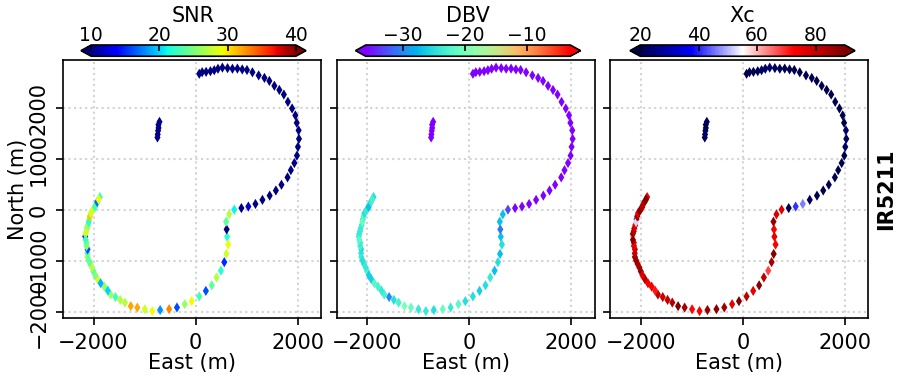 SNR DBV Xc
10 20 30 40 −30 −20 −10 20 40 60 80
North (m)
2000
1000
0
−1000
−2000
−2000 0 2000 −2000 0 2000 −2000 0 2000
East (m) East (m) East (m)
IR5211